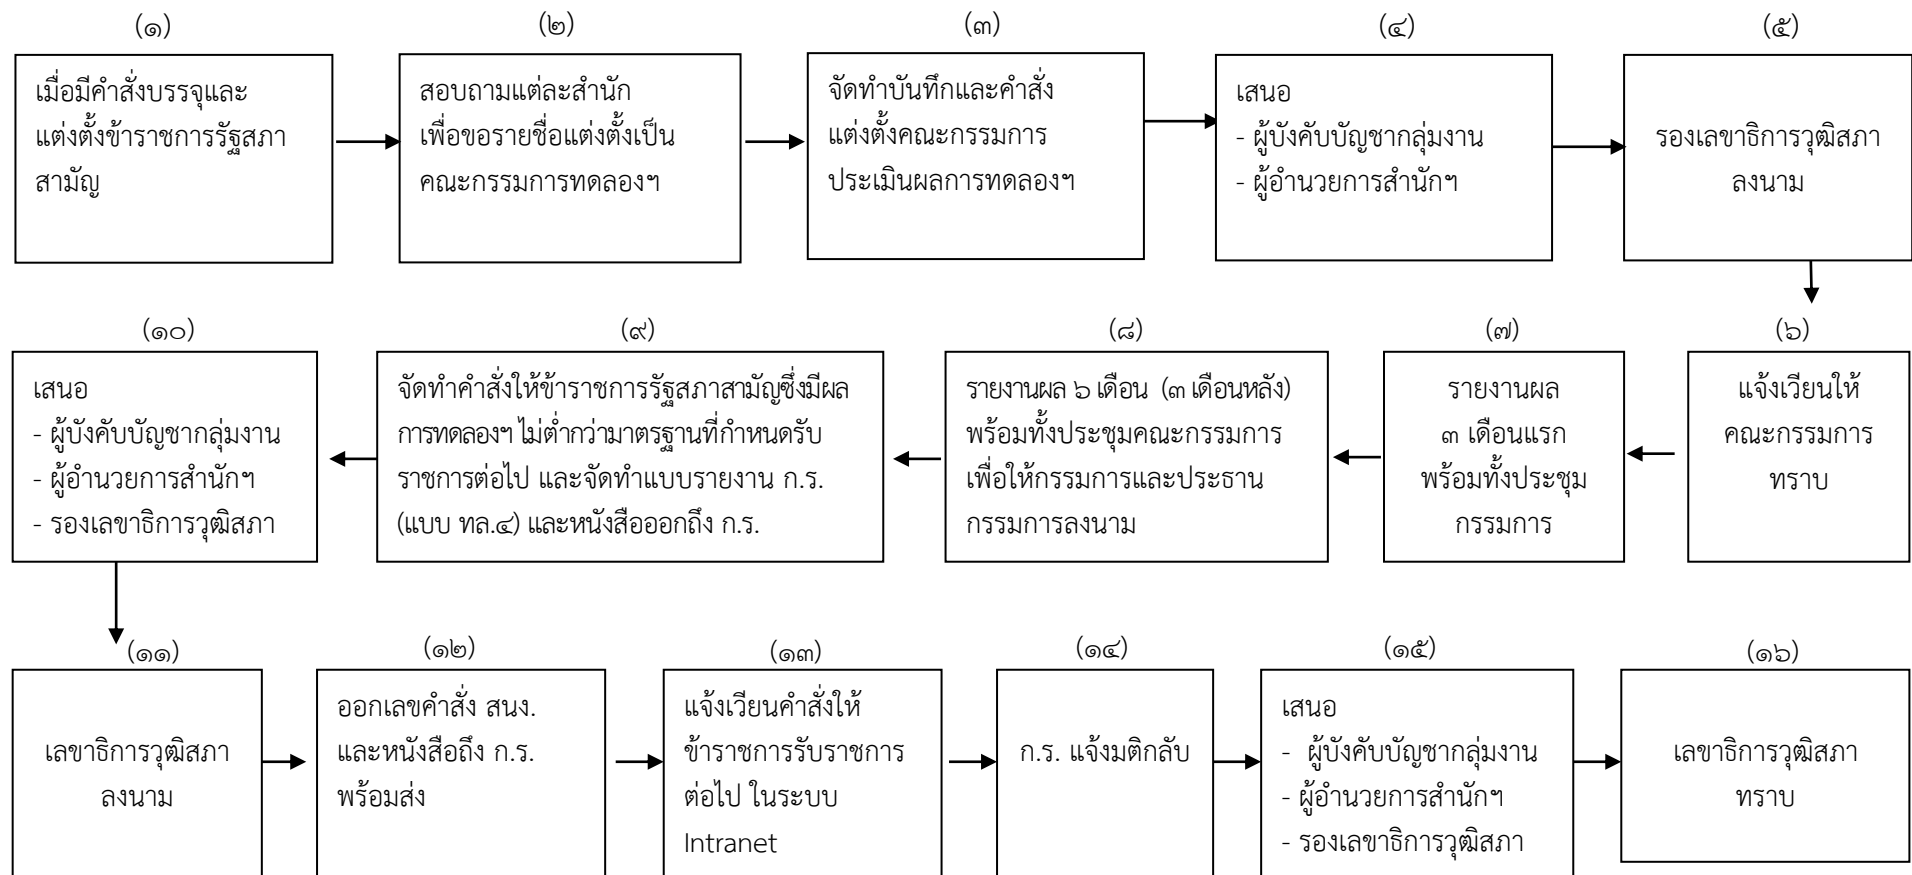 (๑)
เมื่อมีคำสั่งบรรจุและ
แต่งตั้งข้าราชการรัฐสภา
สามัญ
(๒)
สอบถามแต่ละสำนัก
เพื่อขอรายชื่อแต่งตั้งเป็น
คณะกรรมการทดลองฯ
(๓)
จัดทำบันทึกและคำสั่ง
แต่งตั้งคณะกรรมการ
ประเมินผลการทดลองฯ
(๔)
เสนอ
- ผู้บังคับบัญชากลุ่มงาน
- ผู้อำนวยการสำนักฯ
(๕)
รองเลขาธิการวุฒิสภา
ลงนาม
(๖)
แจ้งเวียนให้
คณะกรรมการ
ทราบ
(๗)
รายงานผล
๓ เดือนแรก
พร้อมทั้งประชุม
กรรมการ
(๘)
รายงานผล ๖ เดือน (๓ เดือนหลัง)
พร้อมทั้งประชุมคณะกรรมการ
เพื่อให้กรรมการและประธาน
กรรมการลงนาม
(๙)
จัดทำคำสั่งให้ข้าราชการรัฐสภาสามัญซึ่งมีผล
การทดลองฯ ไม่ต่ำกว่ามาตรฐานที่กำหนดรับ
ราชการต่อไป และจัดทำแบบรายงาน ก.ร.
(แบบ ทล.๔) และหนังสือออกถึง ก.ร.
(๑๐)
เสนอ
- ผู้บังคับบัญชากลุ่มงาน
- ผู้อำนวยการสำนักฯ
- รองเลขาธิการวุฒิสภา
(๑๑)
เลขาธิการวุฒิสภา
ลงนาม
(๑๒)
ออกเลขคำสั่ง สนง.
และหนังสือถึง ก.ร.
พร้อมส่ง
(๑๓)
แจ้งเวียนคำสั่งให้
ข้าราชการรับราชการ
ต่อไป ในระบบ
Intranet
(๑๔)
ก.ร. แจ้งมติกลับ
(๑๕)
เสนอ
- ผู้บังคับบัญชากลุ่มงาน
- ผู้อำนวยการสำนักฯ
- รองเลขาธิการวุฒิสภา
(๑๖)
เลขาธิการวุฒิสภา
ทราบ